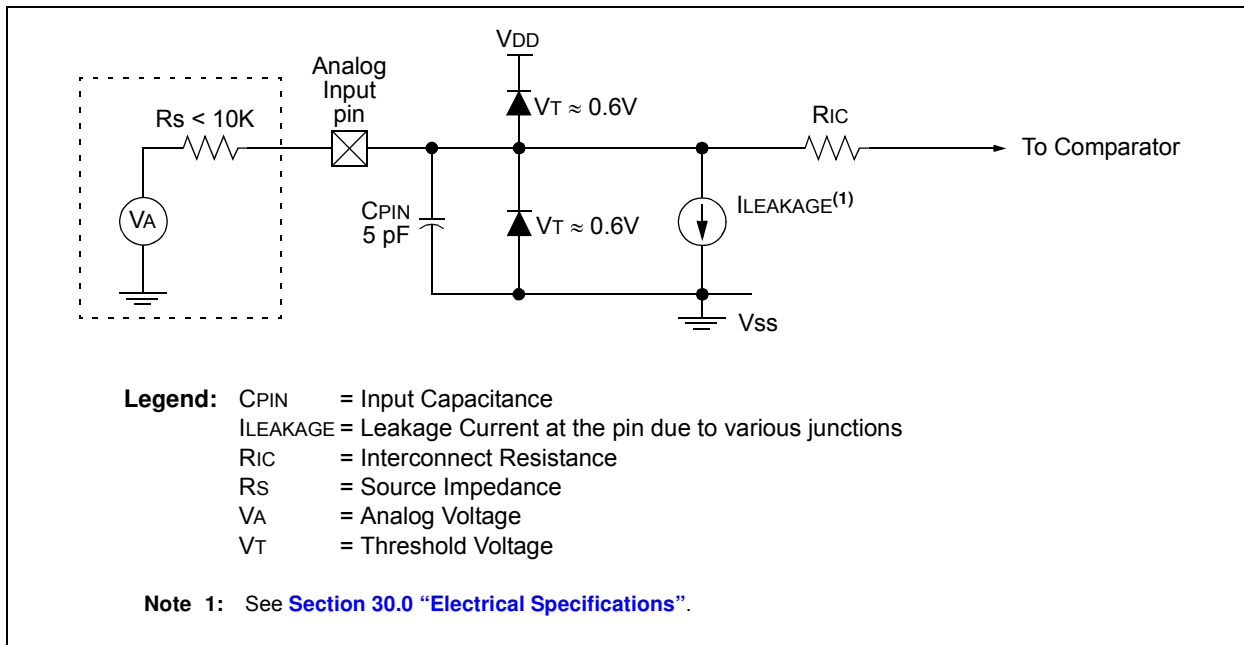 VDD
Analog
Input
pin
Rs < 10K
VT ≈ 0.6V
RIC
To Comparator
VA
CPIN
5 pF
VT ≈ 0.6V
ILEAKAGE(1)
Vss
Legend: CPIN = Input Capacitance
ILEAKAGE = Leakage Current at the pin due to various junctions
RIC = Interconnect Resistance
RS = Source Impedance
VA = Analog Voltage
VT = Threshold Voltage
Note 1: See Section 30.0 “Electrical Specifications”.